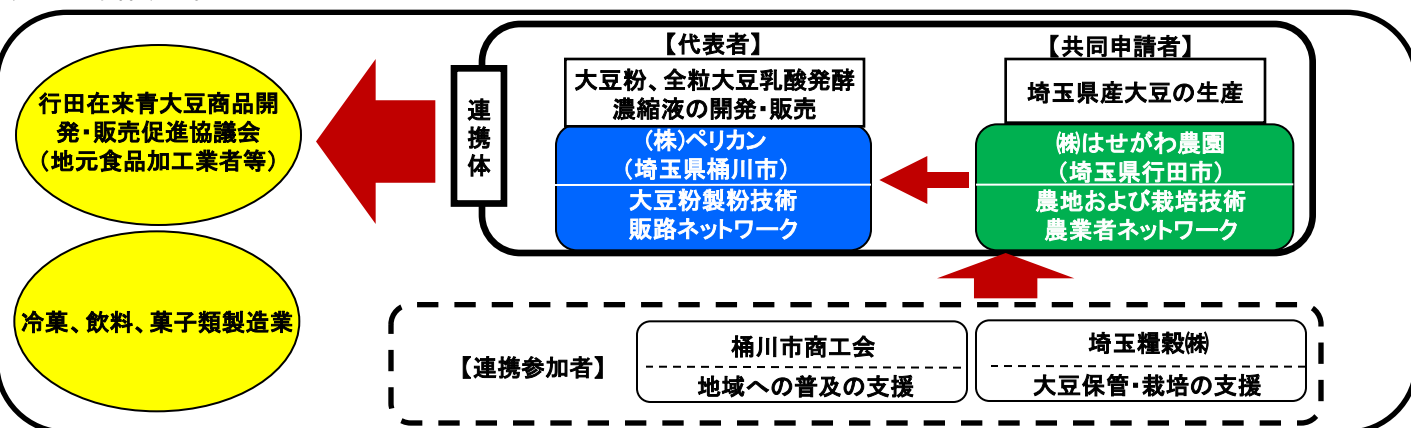 行田在来青大豆商品開
発・販売促進協議会
（地元食品加工業者等）
冷菓、飲料、菓子類製造業
連
携
体
【代表者】
大豆粉、全粒大豆乳酸発酵
濃縮液の開発・販売
(株)ペリカン
（埼玉県桶川市）
大豆粉製粉技術
販路ネットワーク
【共同申請者】
埼玉県産大豆の生産
㈱はせがわ農園
（埼玉県行田市）
農地および栽培技術
農業者ネットワーク
【連携参加者】
桶川市商工会
地域への普及の支援
埼玉糧穀㈱
大豆保管・栽培の支援